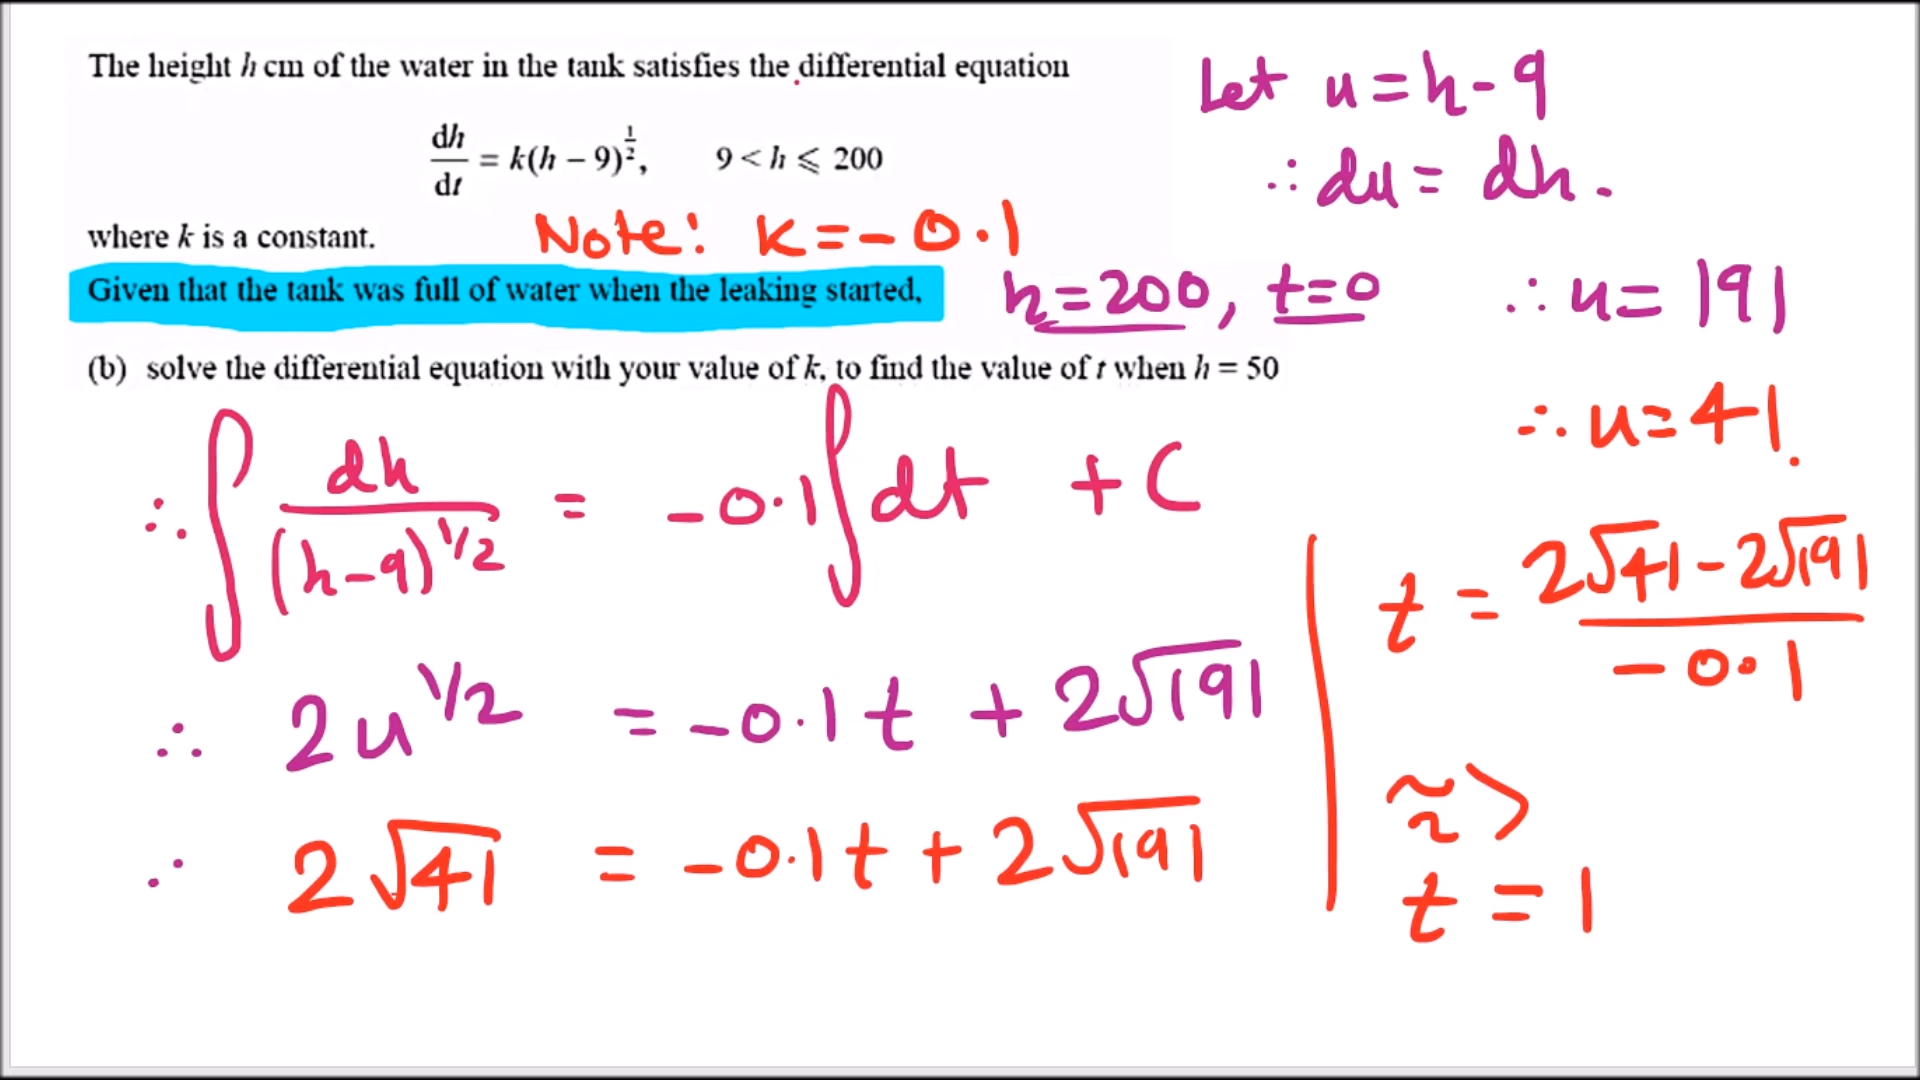 The height h cm of the water in the tank satisfies the differential equation
dh/dt = k(h – 9)^½, 9 < h ⩽ 200
where k is a constant.
Note: K = -0.1
Given that the tank was full of water when the leaking started,
h=200, t=0
(b) solve the differential equation with your value of k, to find the value of t when h = 50
Let u = h-9
∴ du = dh.
∴ u = 191
∴ u = 41.
∴ ∫ dh/(h-9)^1/2 = -0.1 ∫ dt + C
∴ 2u^1/2 = -0.1t + 2√191
∴ 2√41 = -0.1t + 2√191
t = (2√41 - 2√191)/-0.1
t = 1